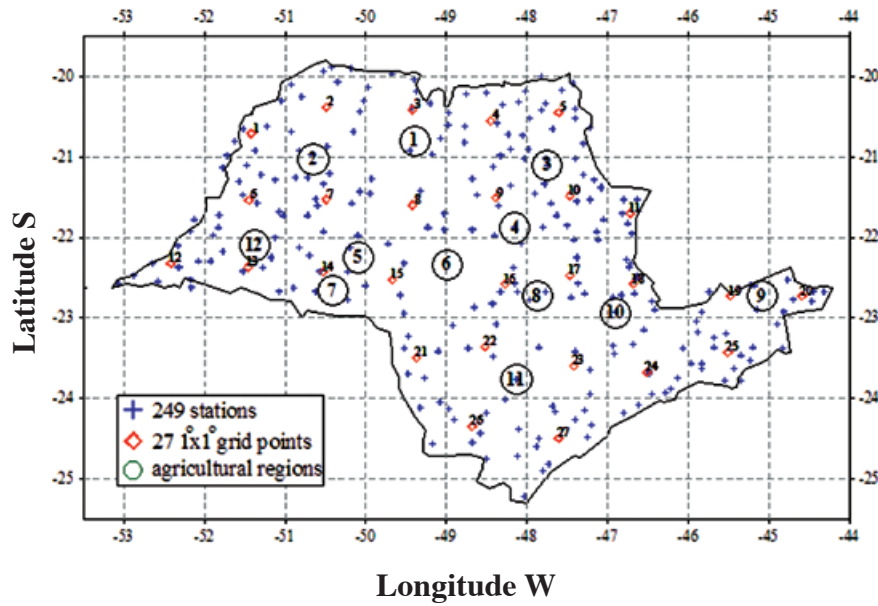 -53 -52 -51 -50 -49 -48 -47 -46 -45 -44
-20 -20
2 3 4 5
1 1
-21 -21
2 3
6 7 8 9 10 11
4
-22 -22
12 12 13 14 5 15 6 16 17 18 19 9 20
7 8 10
-23 -23
21 22 23 24 25
11
-24 -24
26 27
-25 -25
249 stations
27 1°x1° grid points
agricultural regions
-53 -52 -51 -50 -49 -48 -47 -46 -45 -44
Latitude S
Longitude W